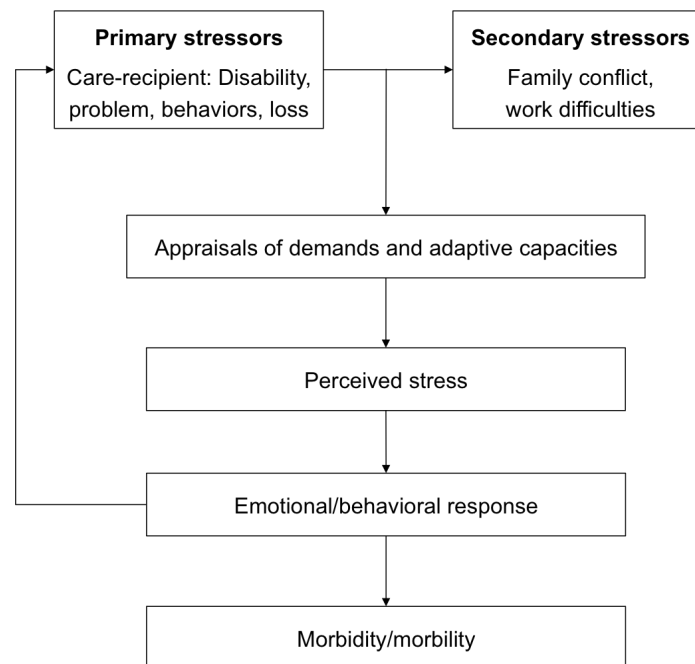 Primary stressors
Care-recipient: Disability,
problem, behaviors, loss
Secondary stressors
Family conflict,
work difficulties
Appraisals of demands and adaptive capacities
Perceived stress
Emotional/behavioral response
Morbidity/morbility